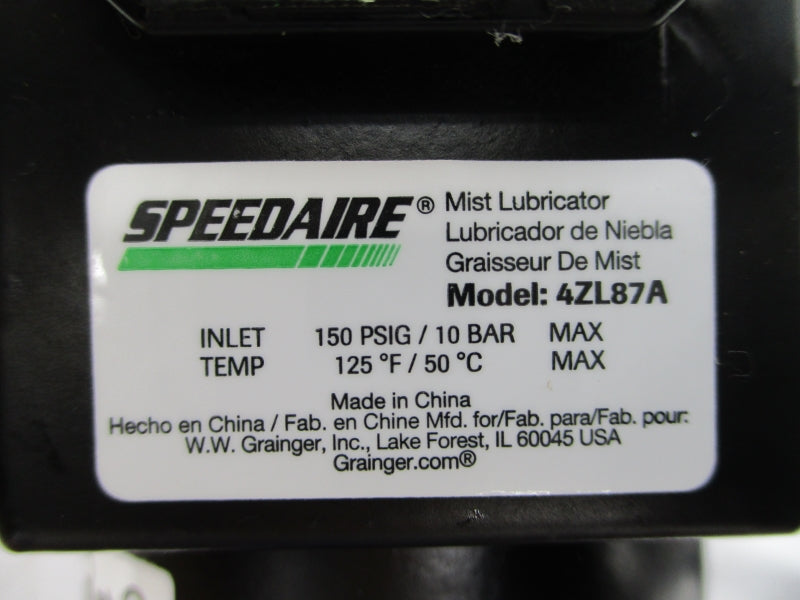 SPEEDAIRE®
Mist Lubricator
Lubricador de Niebla
Graisseur De Mist
Model: 4ZL87A
INLET 150 PSIG / 10 BAR MAX
TEMP 125 °F / 50 °C MAX
Made in China
Hecho en China / Fab. en Chine Mfd. for/Fab. para/Fab. pour:
W.W. Grainger, Inc., Lake Forest, IL 60045 USA
Grainger.com®